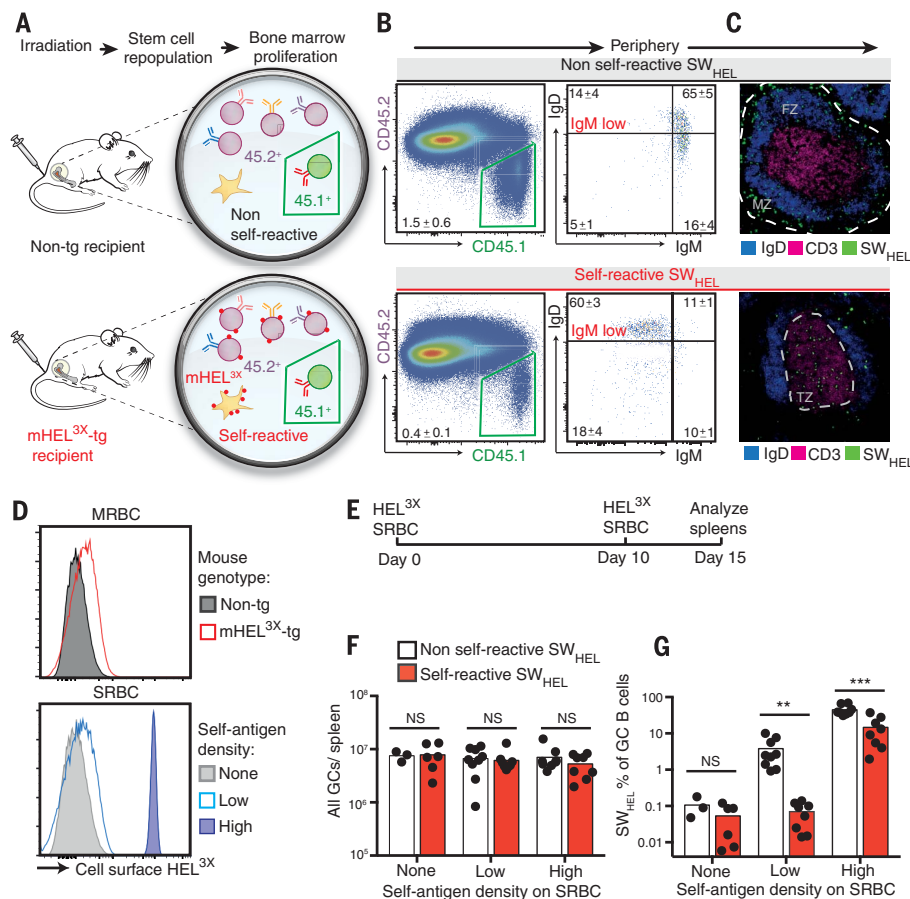 A
Irradiation
Stem cell
repopulation
Bone marrow
proliferation
45.2+
45.1+
Non
self-reactive
Non-tg recipient
mHEL3X
45.2+
45.1+
Self-reactive
mHEL3X-tg
recipient
B
Periphery
C
Non self-reactive SWHEL
CD45.2
1.5 ± 0.6
CD45.1
IgD
14±4
65±5
IgM low
5±1
16±4
IgM
FZ
MZ
IgD
CD3
SWHEL
Self-reactive SWHEL
CD45.2
0.4 ± 0.1
CD45.1
IgD
60±3
11±1
IgM low
18±4
10±1
IgM
TZ
IgD
CD3
SWHEL
D
MRBC
Mouse
genotype:
Non-tg
mHEL3X-tg
SRBC
Self-antigen
density:
None
Low
High
Cell surface HEL3X
E
HEL3X
SRBC
Day 0
HEL3X
SRBC
Day 10
Analyze
spleens
Day 15
F
Non self-reactive SWHEL
Self-reactive SWHEL
All GCs/ spleen
10^8
10^7
10^6
10^5
NS
NS
NS
None
Low
High
Self-antigen density on SRBC
G
SWHEL % of GC B cells
100
10
1
0.1
0.01
NS
**
***
None
Low
High
Self-antigen density on SRBC